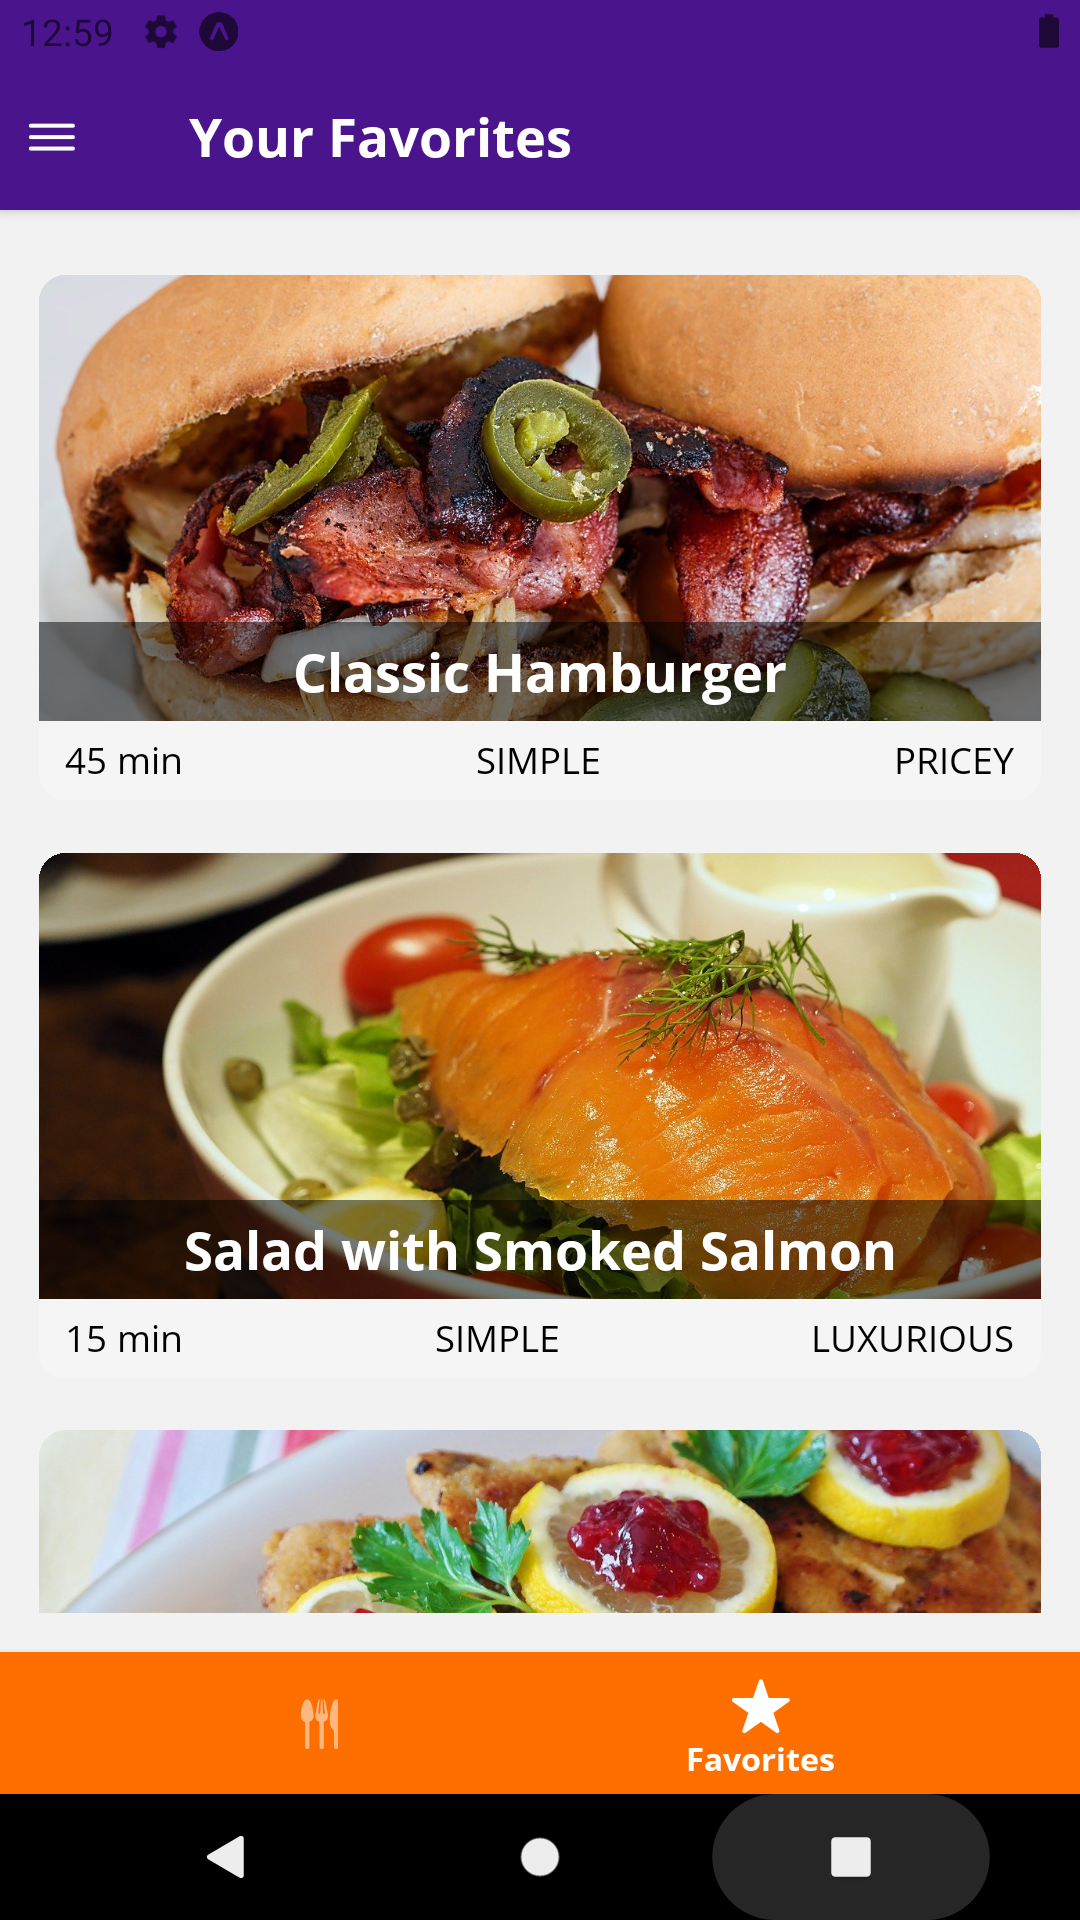 12:59
Your Favorites
Classic Hamburger
45 min SIMPLE PRICEY
Salad with Smoked Salmon
15 min SIMPLE LUXURIOUS
Favorites